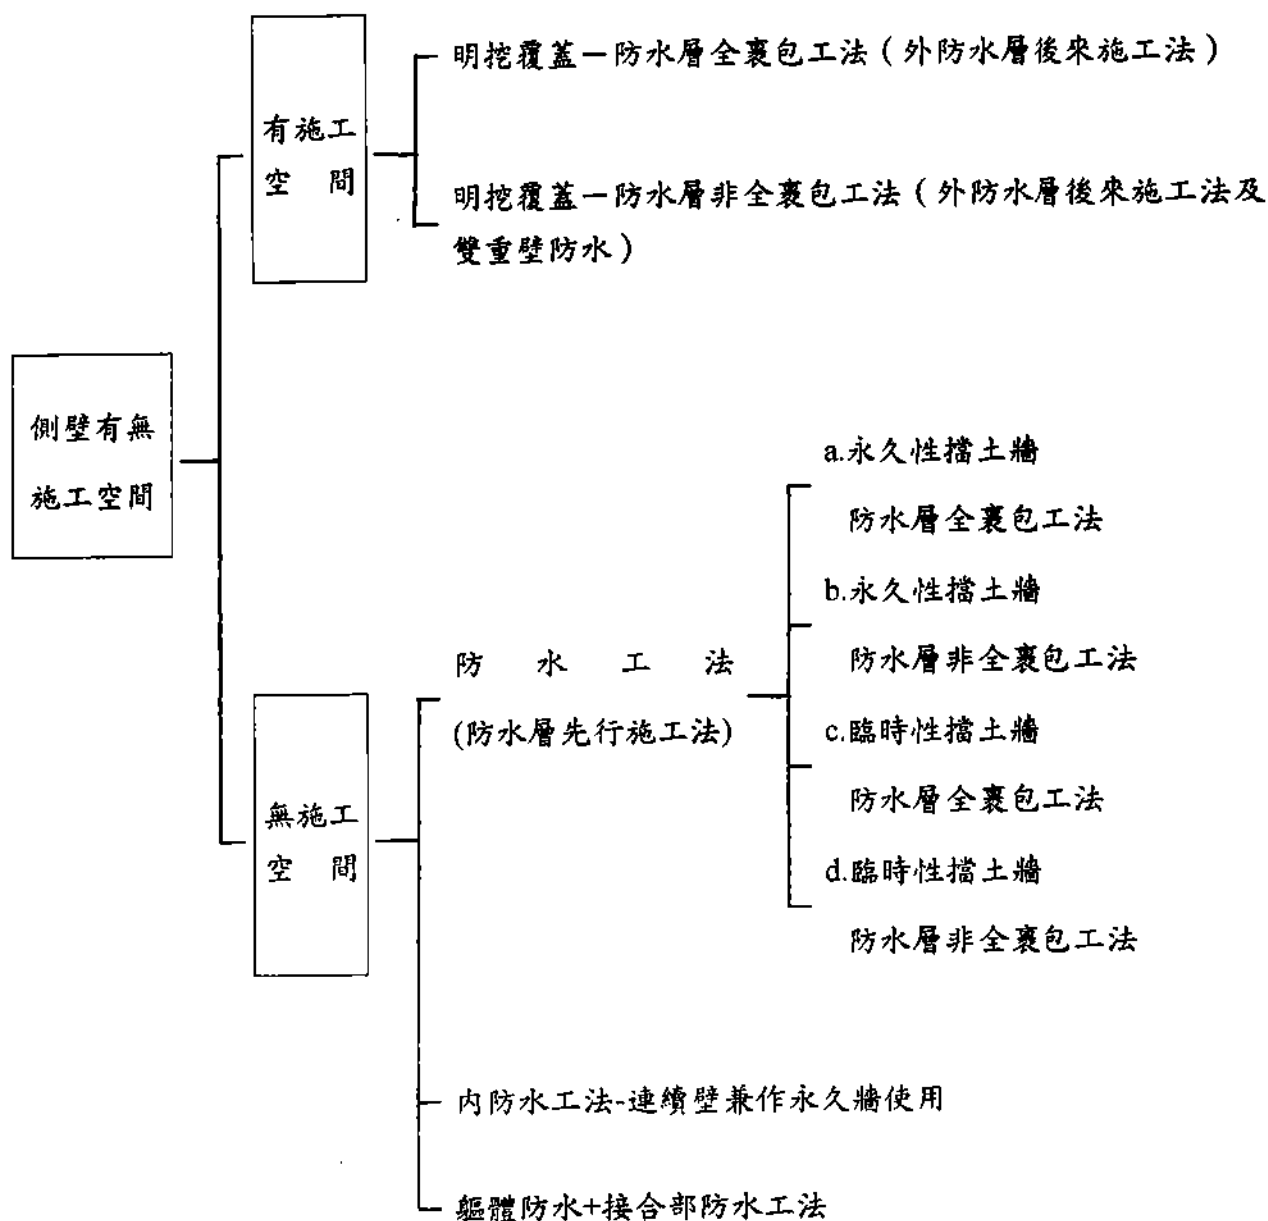 明挖覆蓋－防水層全裹包工法（外防水層後來施工法）
有施工
空間
明挖覆蓋－防水層非全裹包工法（外防水層後來施工法及
雙重壁防水）
側壁有無
施工空間
a.永久性擋土牆
防水層全裹包工法
b.永久性擋土牆
防水層非全裹包工法
防水工法
(防水層先行施工法)
c.臨時性擋土牆
防水層全裹包工法
d.臨時性擋土牆
防水層非全裹包工法
無施工
空間
內防水工法-連續壁兼作永久牆使用
軀體防水+接合部防水工法